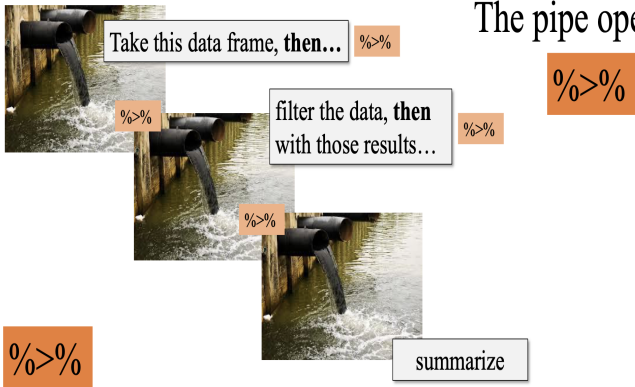 The pipe ope
Take this data frame, then… %>%
%>%
%>%
filter the data, then
with those results…
%>%
%>%
%>%
summarize